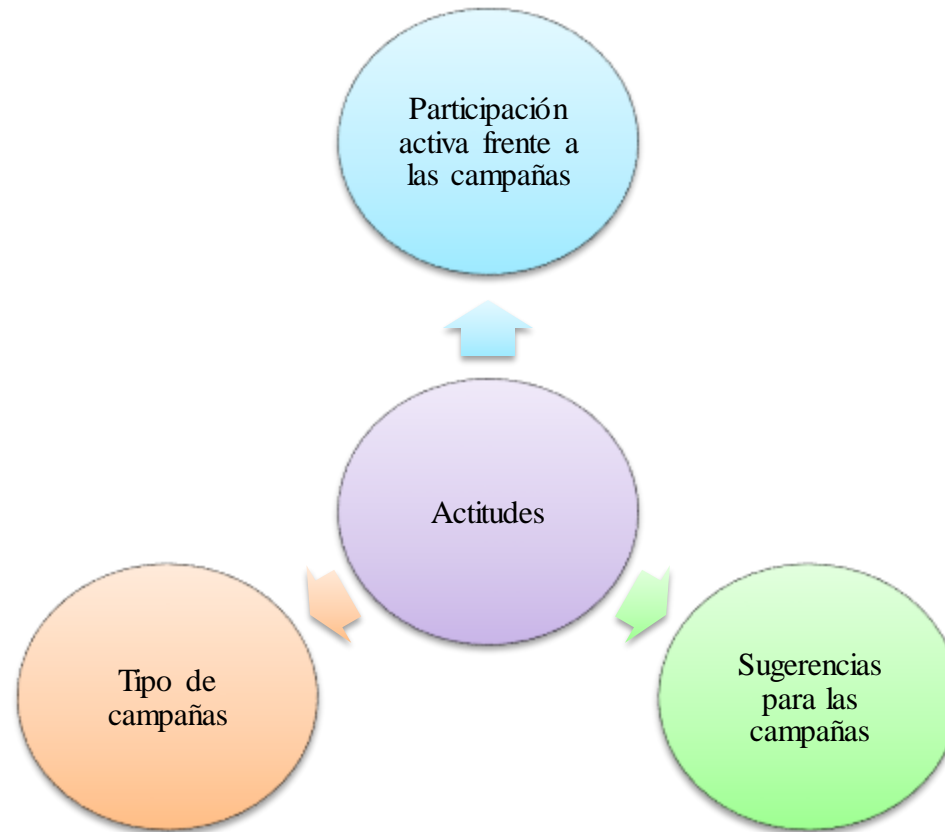 Participación
activa frente a
las campañas
Actitudes
Tipo de
campañas
Sugerencias
para las
campañas